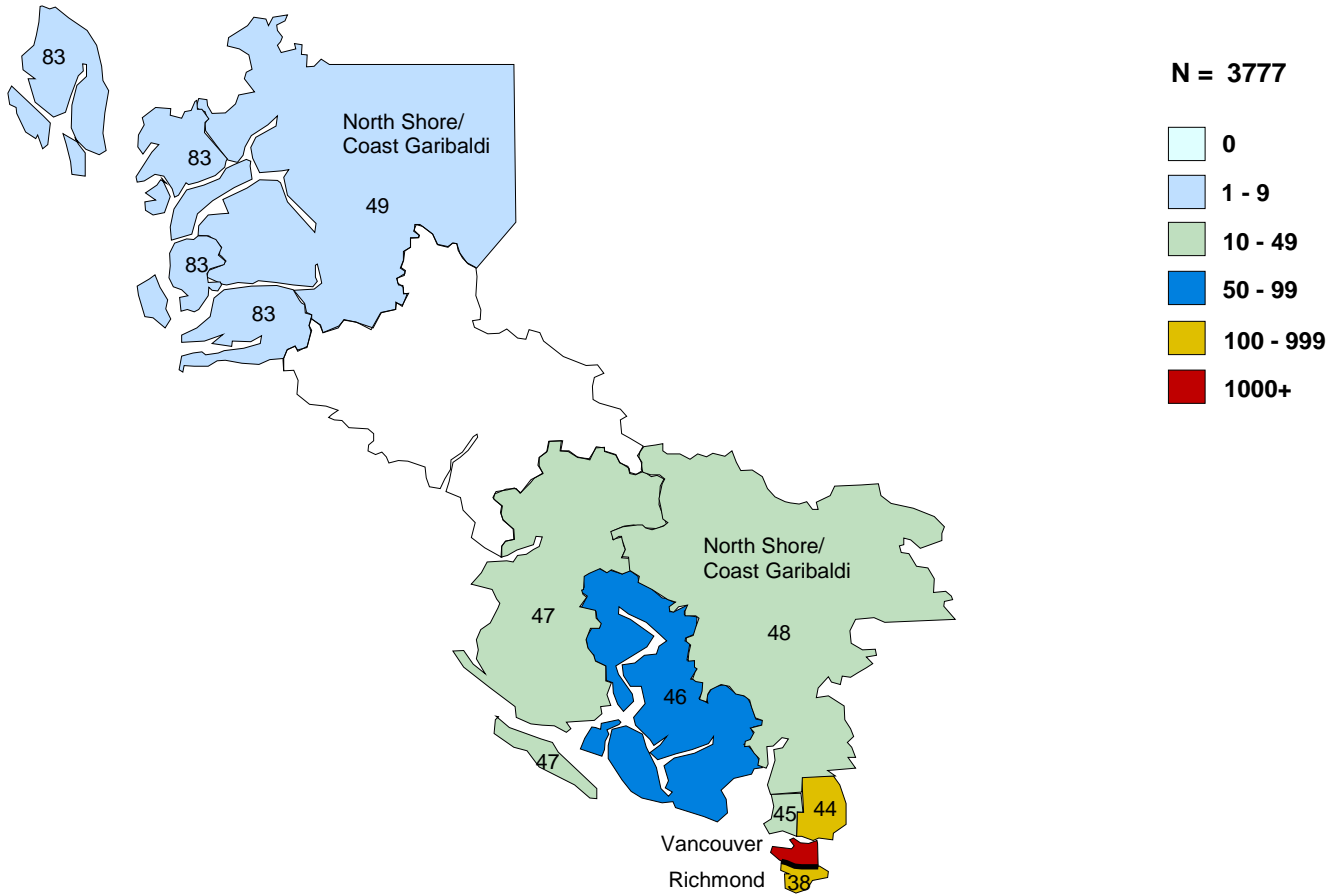 83
N = 3777
North Shore/
Coast Garibaldi
0
83
1 - 9
49
10 - 49
83
50 - 99
83
100 - 999
1000+
North Shore/
Coast Garibaldi
47
48
46
47
45
44
Vancouver
Richmond
38